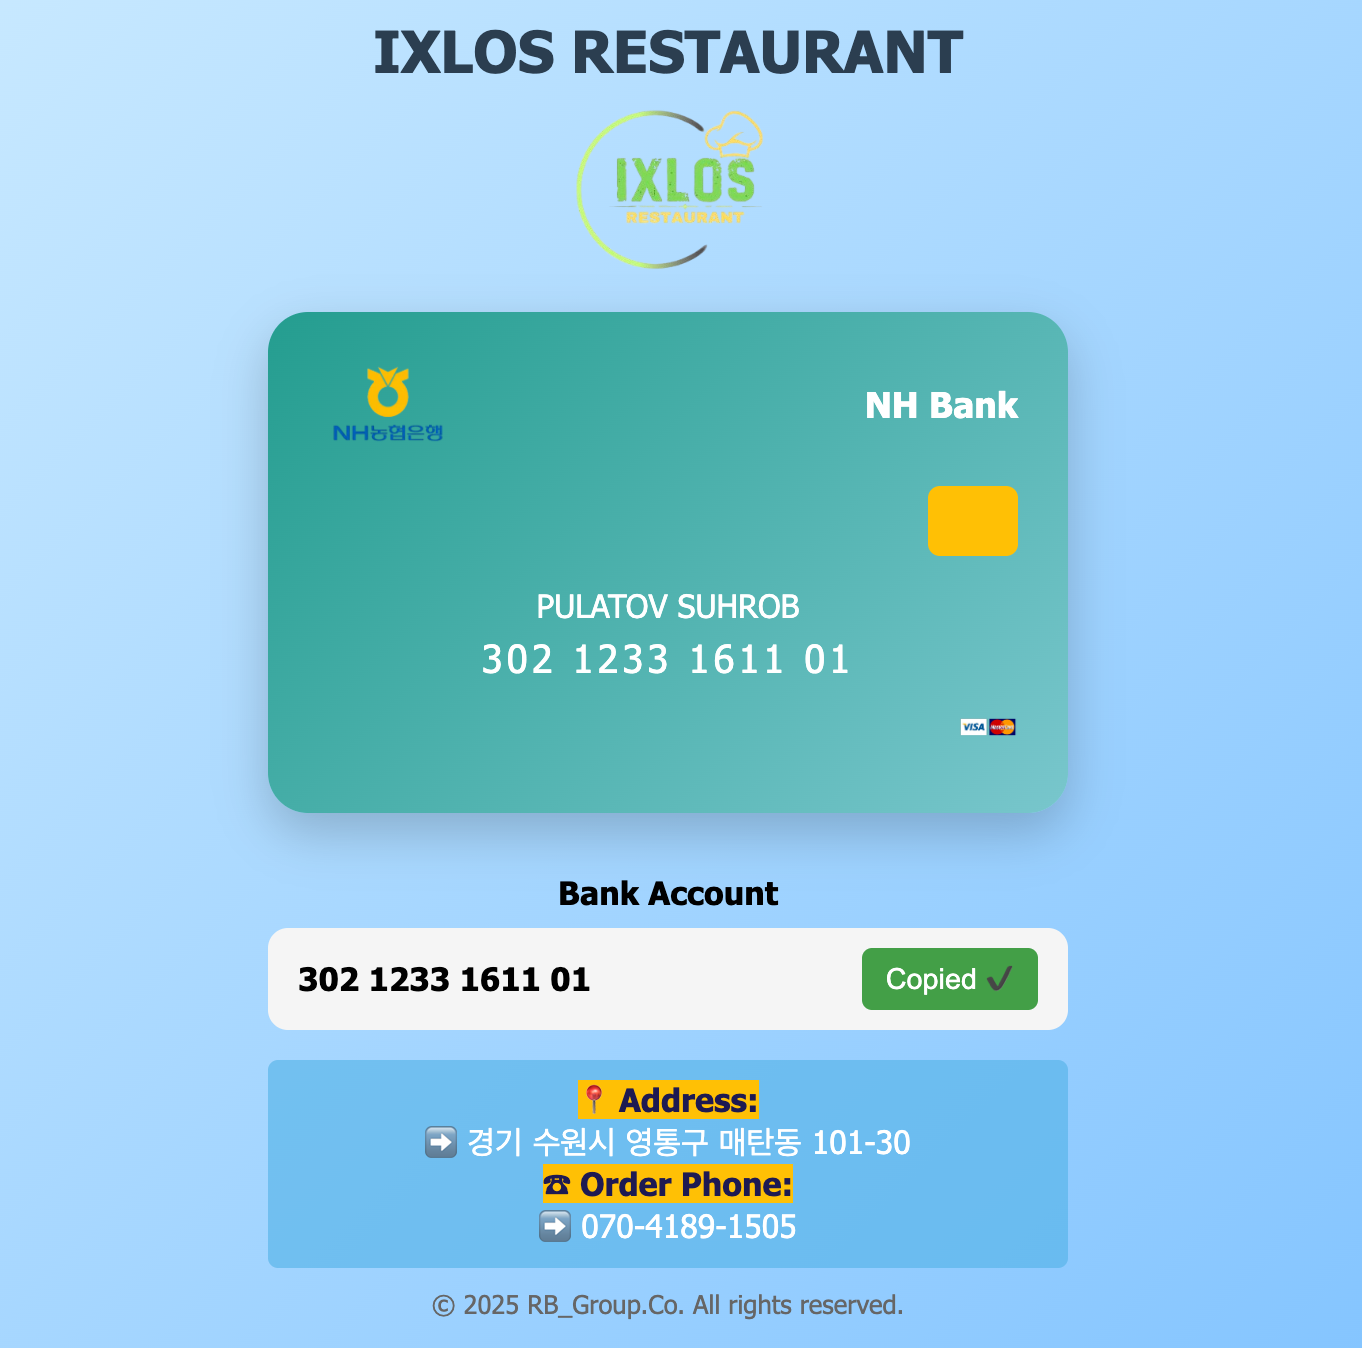 IXLOS RESTAURANT
IXLOS
RESTAURANT
NH농협은행
NH Bank
PULATOV SUHROB
302 1233 1611 01
VISA
Bank Account
302 1233 1611 01
Copied ✔
📍 Address:
➡️ 경기 수원시 영통구 매탄동 101-30
☎ Order Phone:
➡️ 070-4189-1505
© 2025 RB_Group.Co. All rights reserved.